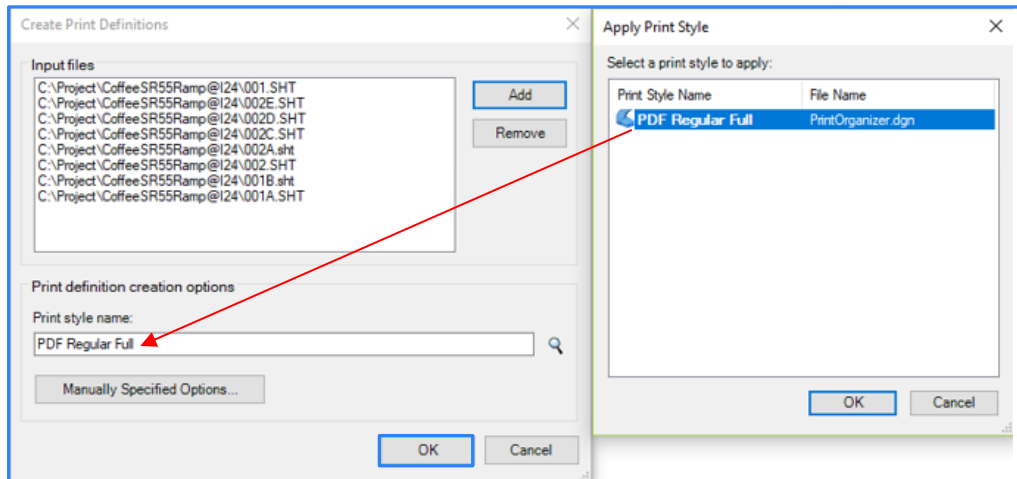 Create Print Definitions
Input files
C:\Project\CoffeeSR55Ramp@I24\001.SHT
C:\Project\CoffeeSR55Ramp@I24\002E.SHT
C:\Project\CoffeeSR55Ramp@I24\002D.SHT
C:\Project\CoffeeSR55Ramp@I24\002C.SHT
C:\Project\CoffeeSR55Ramp@I24\002A.sht
C:\Project\CoffeeSR55Ramp@I24\002.SHT
C:\Project\CoffeeSR55Ramp@I24\001B.sht
C:\Project\CoffeeSR55Ramp@I24\001A.SHT
Add
Remove
Print definition creation options
Print style name:
PDF Regular Full
Manually Specified Options...
OK Cancel
Apply Print Style
Select a print style to apply:
Print Style Name File Name
PDF Regular Full PrintOrganizer.dgn
OK Cancel